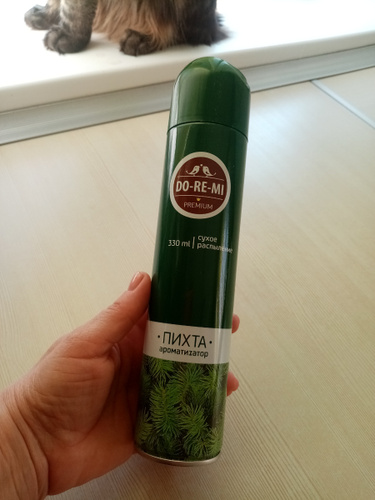 DO-RE-MI
PREMIUM
330 ml | сухое
распыление
• ПИХТА •
ароматизатор